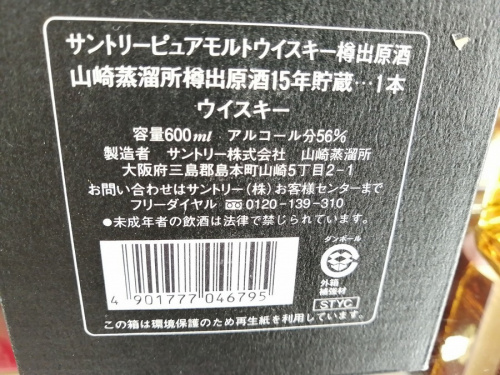 サントリーピュアモルトウイスキー樽出原酒
山崎蒸溜所樽出原酒15年貯蔵…1本
ウイスキー
容量600ml アルコール分56%
製造者 サントリー株式会社 山崎蒸溜所
大阪府三島郡島本町山崎5丁目2-1
お問い合わせはサントリー(株)お客様センターまで
フリーダイヤル 0120-139-310
●未成年者の飲酒は法律で禁じられています。
ダンボール
外箱
補強材
STYC
4 901777 046795
この箱は環境保護のため再生紙を利用しています。